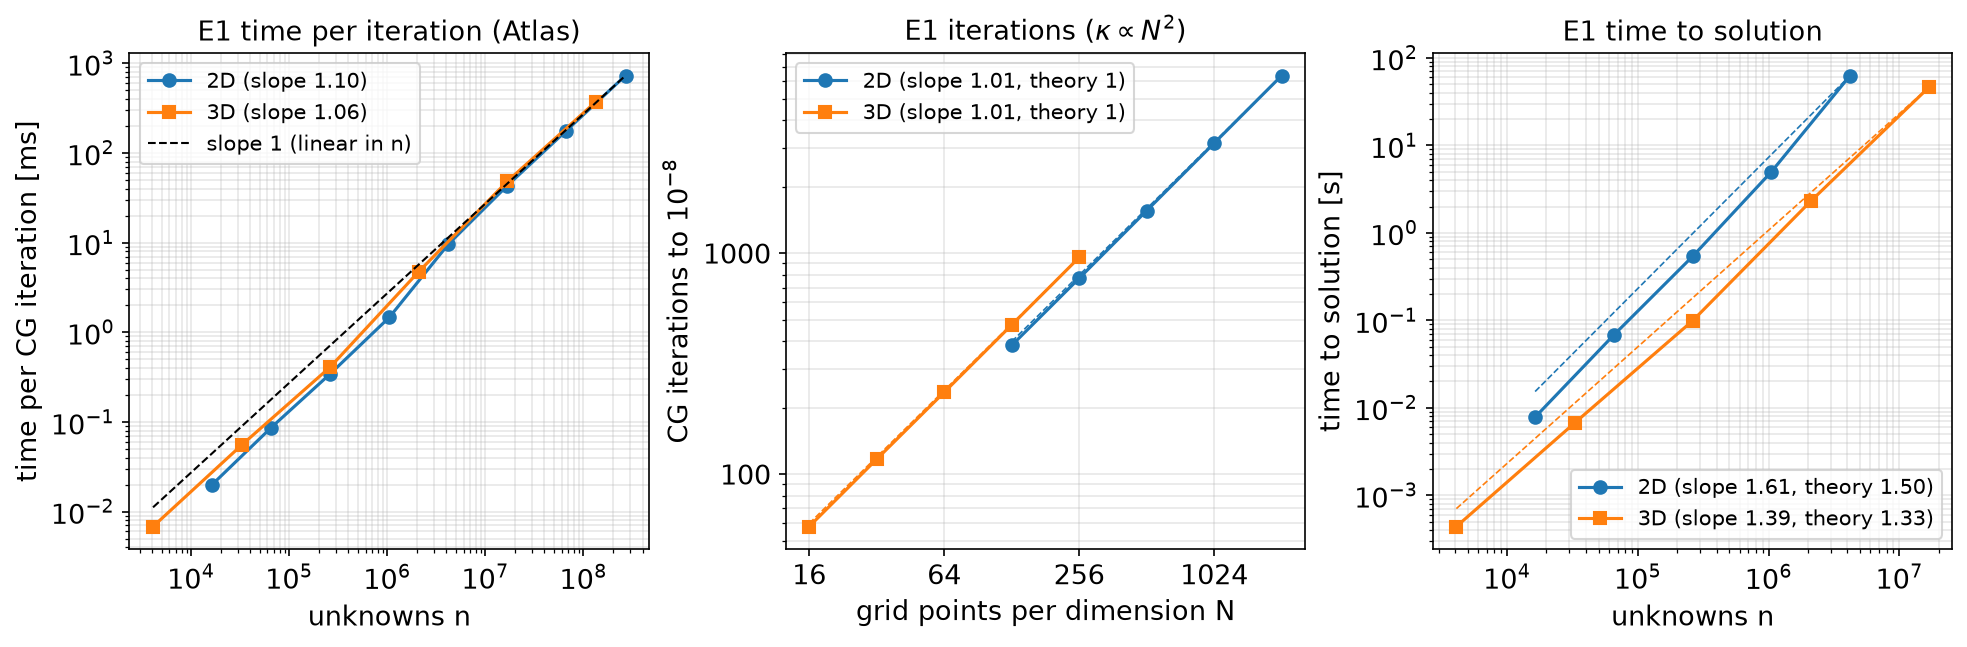 E1 time per iteration (Atlas)
time per CG iteration [ms]
10³
10²
10¹
10⁰
10⁻¹
10⁻²
2D (slope 1.10)
3D (slope 1.06)
slope 1 (linear in n)
10⁴ 10⁵ 10⁶ 10⁷ 10⁸
unknowns n
E1 iterations (κ ∝ N²)
CG iterations to 10⁻⁸
1000
100
2D (slope 1.01, theory 1)
3D (slope 1.01, theory 1)
16 64 256 1024
grid points per dimension N
E1 time to solution
time to solution [s]
10²
10¹
10⁰
10⁻¹
10⁻²
10⁻³
2D (slope 1.61, theory 1.50)
3D (slope 1.39, theory 1.33)
10⁴ 10⁵ 10⁶ 10⁷
unknowns n